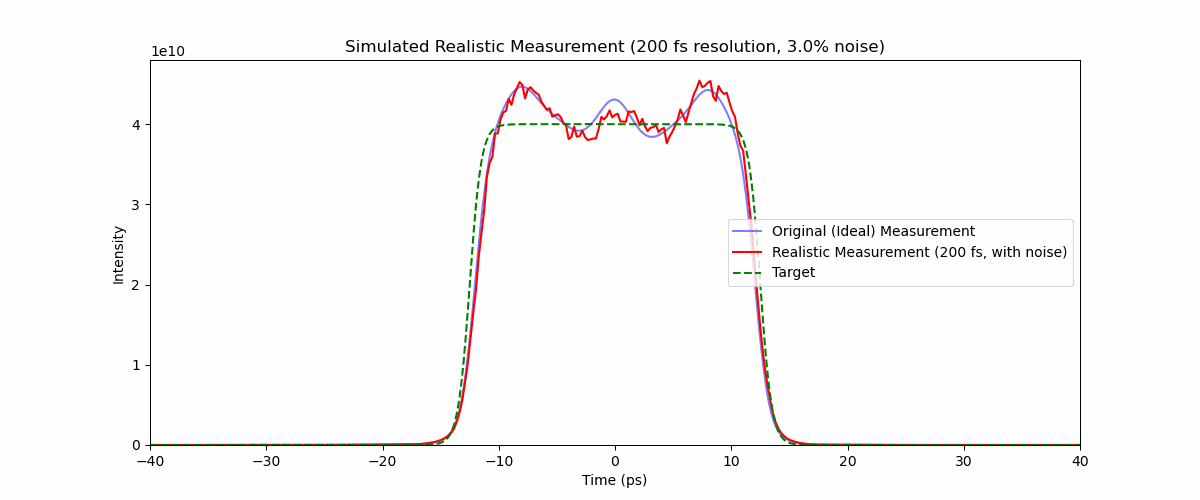 Simulated Realistic Measurement (200 fs resolution, 3.0% noise)
1e10
4
3
2
1
0
Intensity
Original (Ideal) Measurement
Realistic Measurement (200 fs, with noise)
Target
−40 −30 −20 −10 0 10 20 30 40
Time (ps)